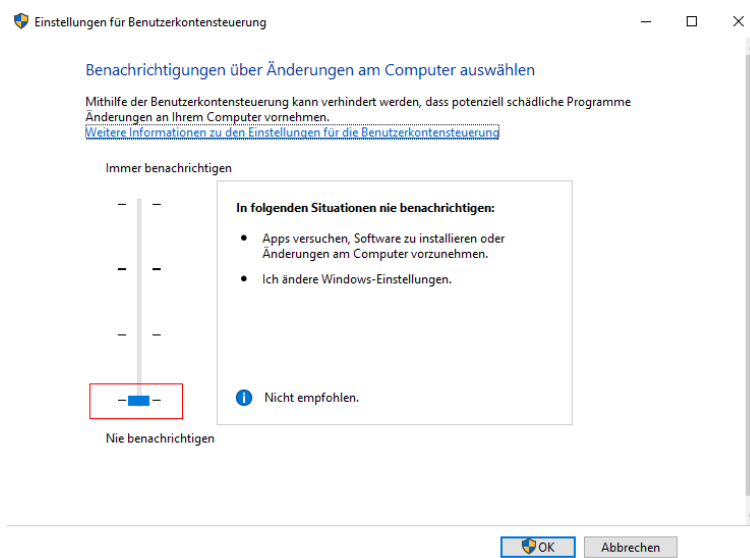 Einstellungen für Benutzerkontensteuerung
Benachrichtigungen über Änderungen am Computer auswählen
Mithilfe der Benutzerkontensteuerung kann verhindert werden, dass potenziell schädliche Programme
Änderungen an Ihrem Computer vornehmen.
Weitere Informationen zu den Einstellungen für die Benutzerkontensteuerung
Immer benachrichtigen
In folgenden Situationen nie benachrichtigen:
Apps versuchen, Software zu installieren oder
Änderungen am Computer vorzunehmen.
Ich ändere Windows-Einstellungen.
Nicht empfohlen.
Nie benachrichtigen
OK
Abbrechen